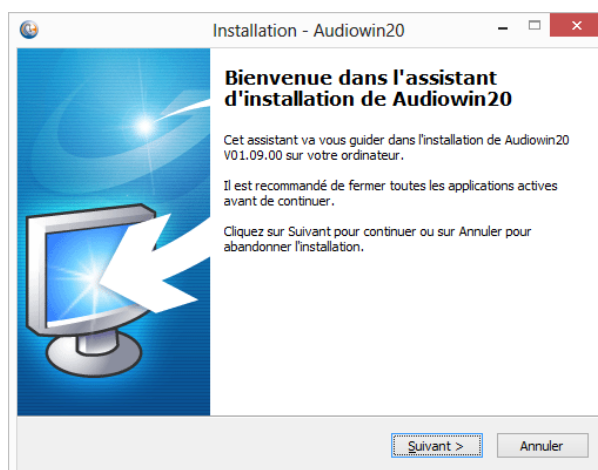 Installation - Audiowin20
Bienvenue dans l'assistant
d'installation de Audiowin20
Cet assistant va vous guider dans l'installation de Audiowin20
V01.09.00 sur votre ordinateur.
Il est recommandé de fermer toutes les applications actives
avant de continuer.
Cliquez sur Suivant pour continuer ou sur Annuler pour
abandonner l'installation.
Suivant > Annuler